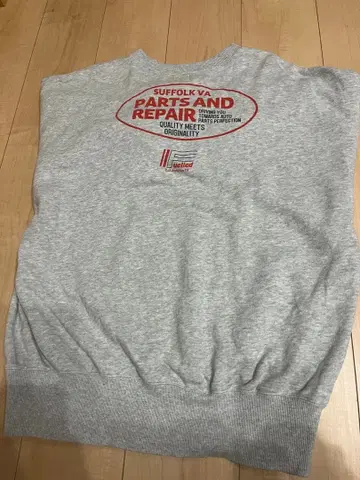 SUFFOLK VA
PARTS AND
REPAIR
DRIVING YOU
TOWARDS AUTO
PARTS PERFECTION
QUALITY MEETS
ORIGINALITY